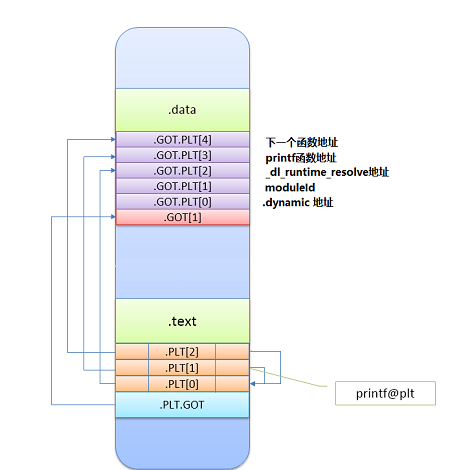 .data
.GOT.PLT[4] 下一个函数地址
.GOT.PLT[3] printf函数地址
.GOT.PLT[2] _dl_runtime_resolve地址
.GOT.PLT[1] moduleId
.GOT.PLT[0] .dynamic 地址
.GOT[1]
.text
.PLT[2]
.PLT[1]
.PLT[0]
printf@plt
.PLT.GOT